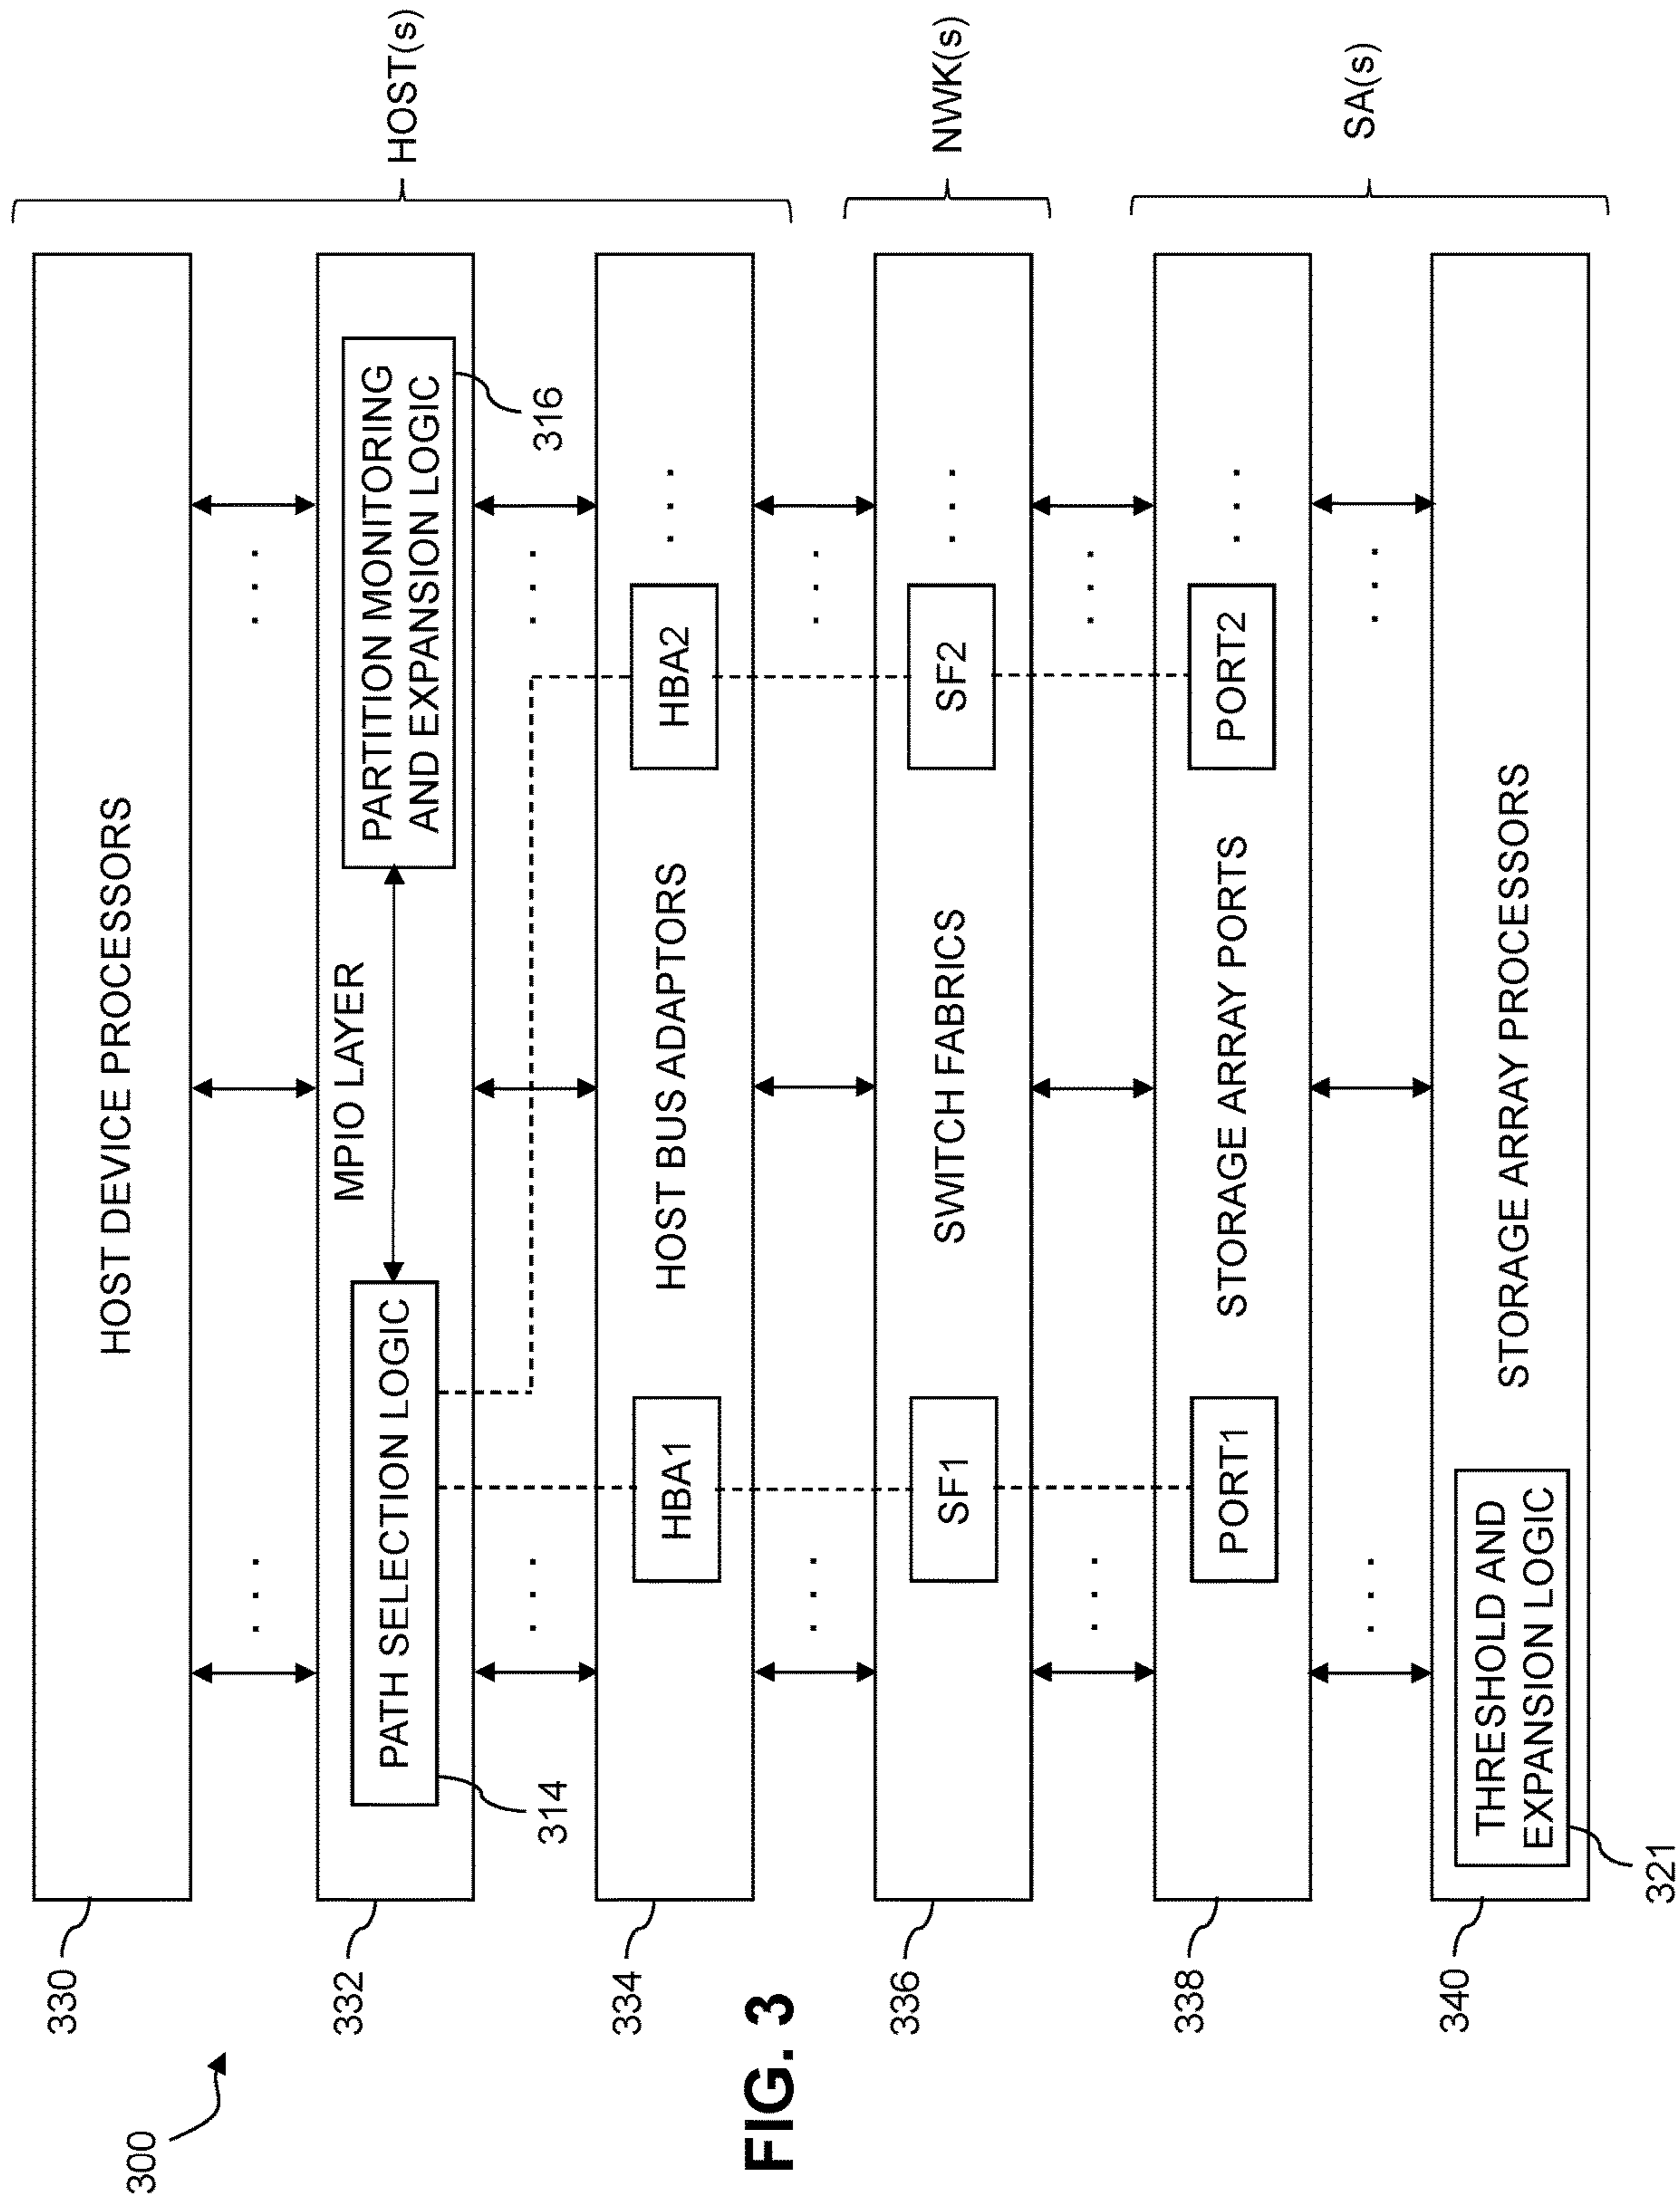 300
330
HOST DEVICE PROCESSORS
332
MPIO LAYER
PATH SELECTION LOGIC
314
PARTITION MONITORING
AND EXPANSION LOGIC
316
HOST(s)
334
HBA1
HOST BUS ADAPTORS
HBA2
. . .
336
SF1
SWITCH FABRICS
SF2
. . .
NWK(s)
338
PORT1
STORAGE ARRAY PORTS
PORT2
. . .
340
THRESHOLD AND
EXPANSION LOGIC
321
STORAGE ARRAY PROCESSORS
SA(s)
FIG. 3